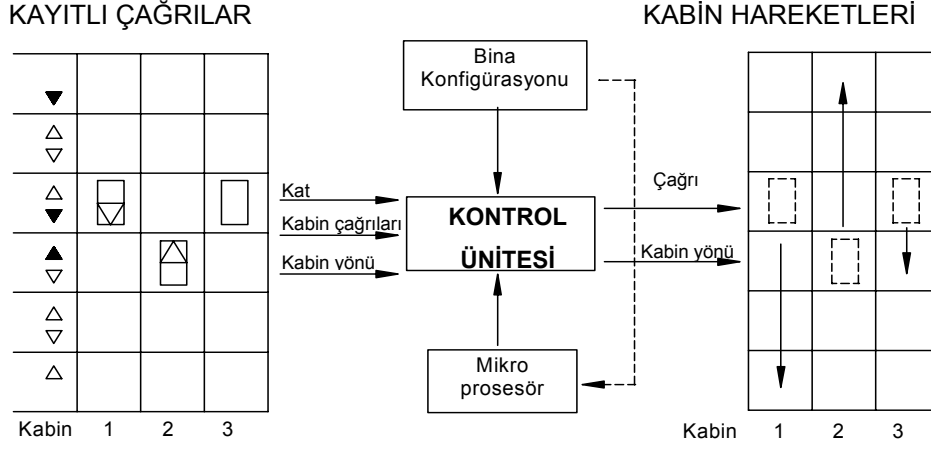 KAYITLI ÇAĞRILAR
KABİN HAREKETLERİ
Bina
Konfigürasyonu
Kat
Kabin çağrıları
Kabin yönü
KONTROL
ÜNİTESİ
Çağrı
Kabin yönü
Mikro
prosesör
Kabin 1 2 3
Kabin 1 2 3